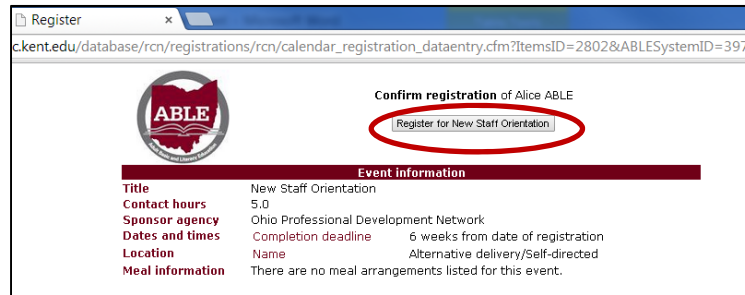 Register ×
c.kent.edu/database/rcn/registrations/rcn/calendar_registration_dataentry.cfm?ItemsID=2802&ABLESystemID=397
ABLE
Confirm registration of Alice ABLE
Register for New Staff Orientation
Event information
Title New Staff Orientation
Contact hours 5.0
Sponsor agency Ohio Professional Development Network
Dates and times Completion deadline 6 weeks from date of registration
Location Name Alternative delivery/Self-directed
Meal information There are no meal arrangements listed for this event.